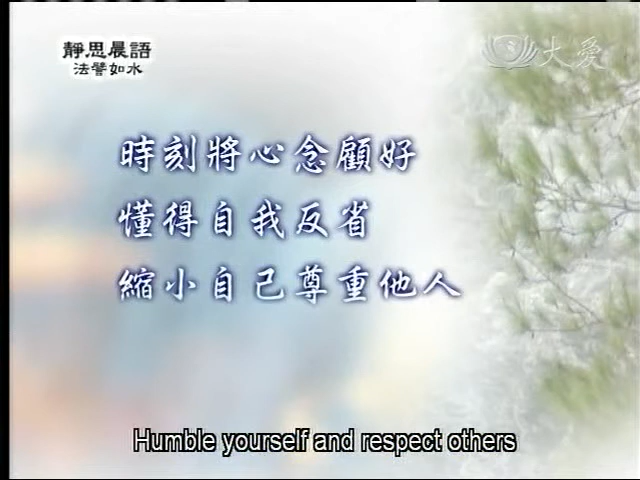 靜思晨語
法譬如水
大愛
時刻將心念顧好
懂得自我反省
縮小自己尊重他人
Humble yourself and respect others